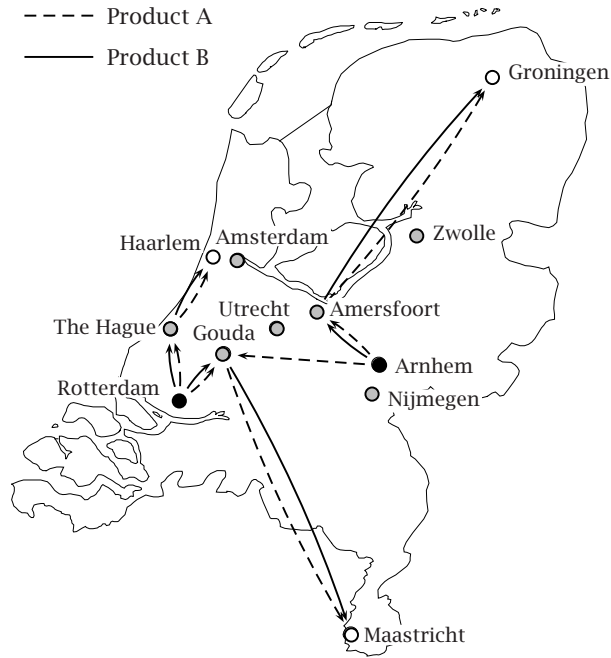 Product A
Product B
Groningen
Zwolle
Haarlem
Amsterdam
Utrecht
Amersfoort
The Hague
Gouda
Arnhem
Rotterdam
Nijmegen
Maastricht